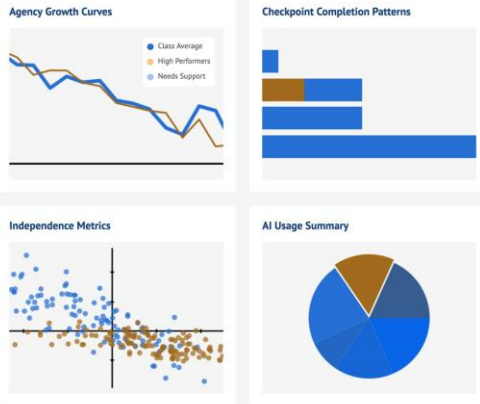 Agency Growth Curves
Class Average
High Performers
Needs Support
Checkpoint Completion Patterns
Independence Metrics
AI Usage Summary